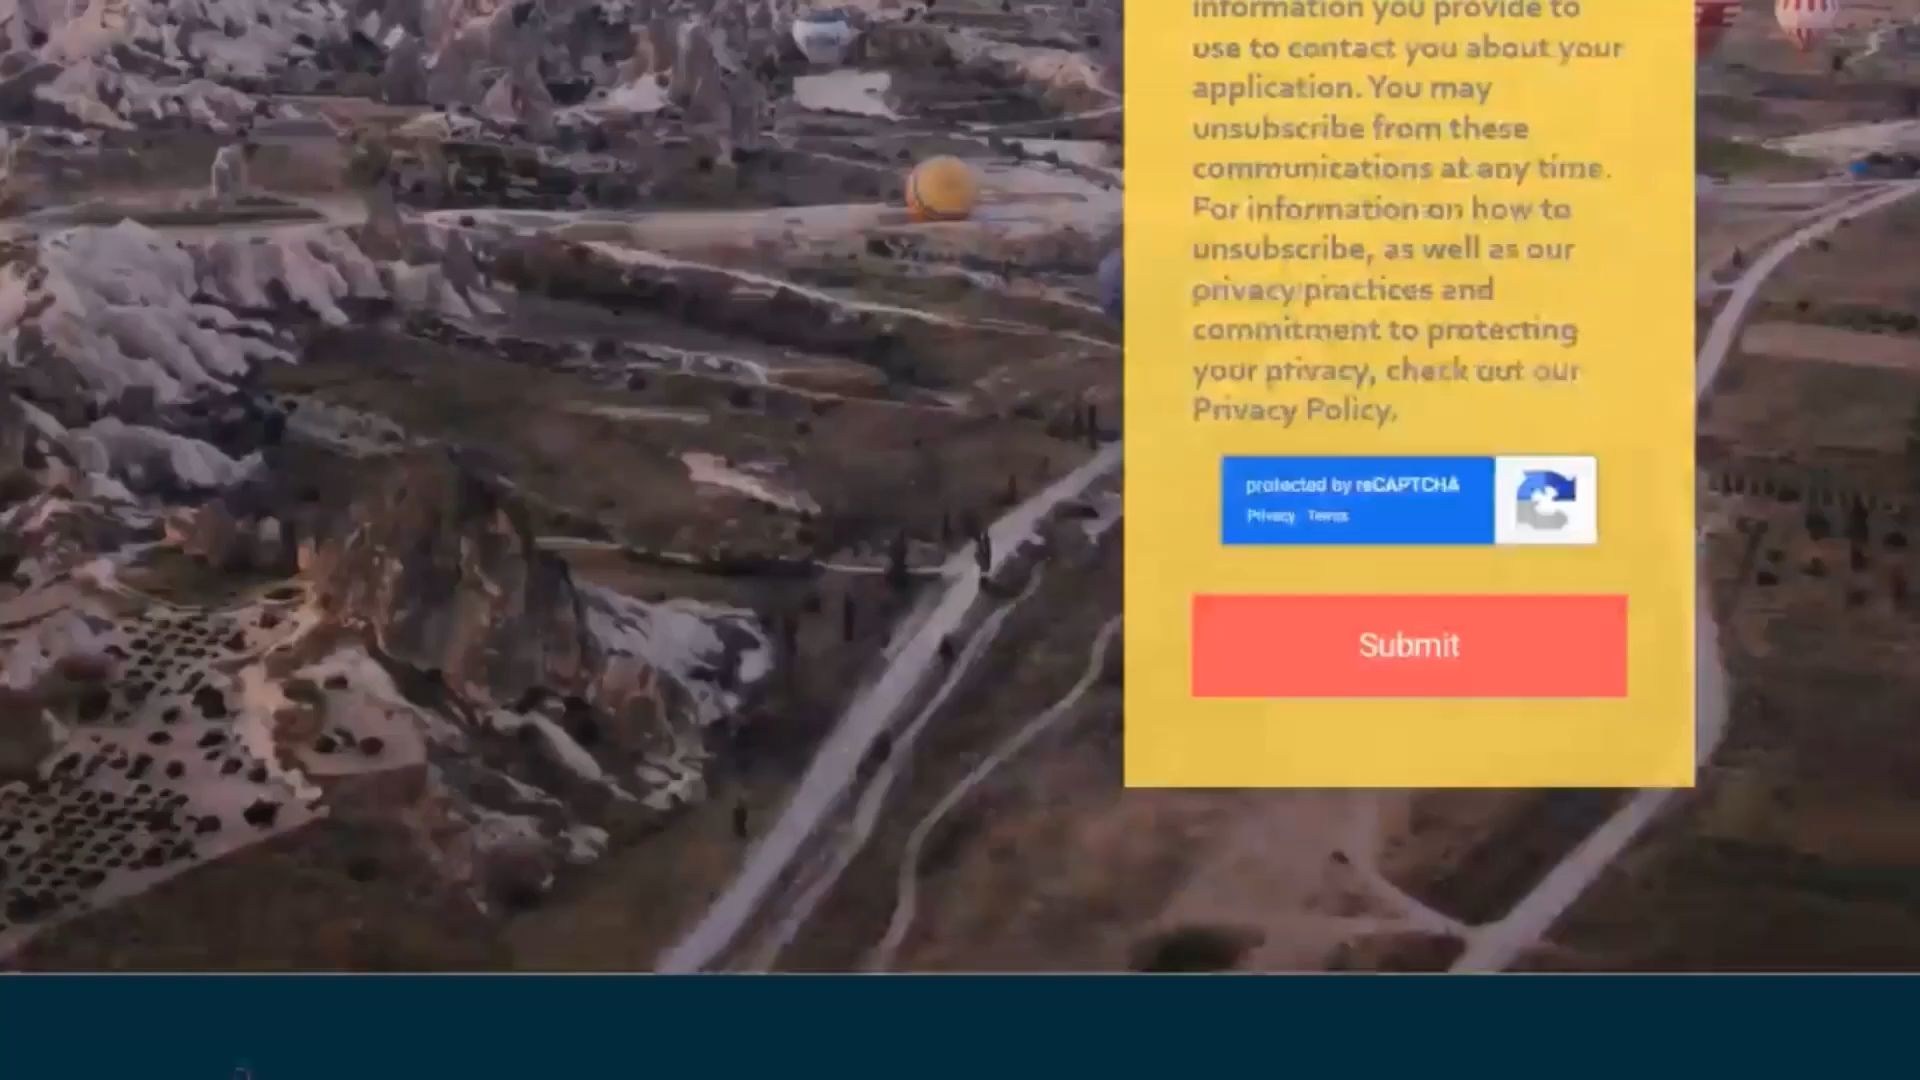 information you provide to
use to contact you about your
application. You may
unsubscribe from these
communications at any time.
For information on how to
unsubscribe, as well as our
privacy practices and
commitment to protecting
your privacy, check out our
Privacy Policy.
protected by reCAPTCHA
Privacy Terms
Submit